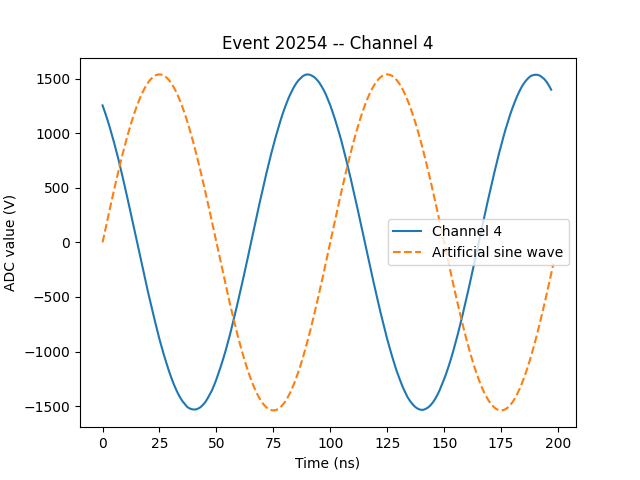 Event 20254 -- Channel 4
ADC value (V)
1500
1000
500
0
−500
−1000
−1500
Channel 4
Artificial sine wave
0 25 50 75 100 125 150 175 200
Time (ns)